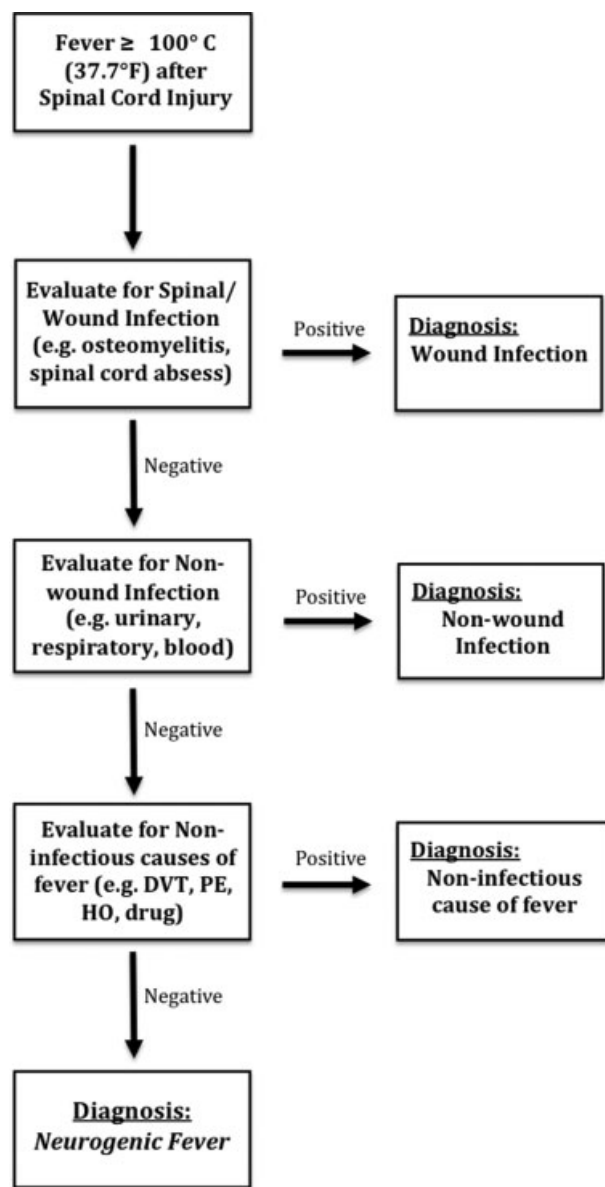 Fever ≥ 100° C
(37.7°F) after
Spinal Cord Injury
Evaluate for Spinal/
Wound Infection
(e.g. osteomyelitis,
spinal cord absess)
Positive
Diagnosis:
Wound Infection
Negative
Evaluate for Non-
wound Infection
(e.g. urinary,
respiratory, blood)
Positive
Diagnosis:
Non-wound
Infection
Negative
Evaluate for Non-
infectious causes of
fever (e.g. DVT, PE,
HO, drug)
Positive
Diagnosis:
Non-infectious
cause of fever
Negative
Diagnosis:
Neurogenic Fever